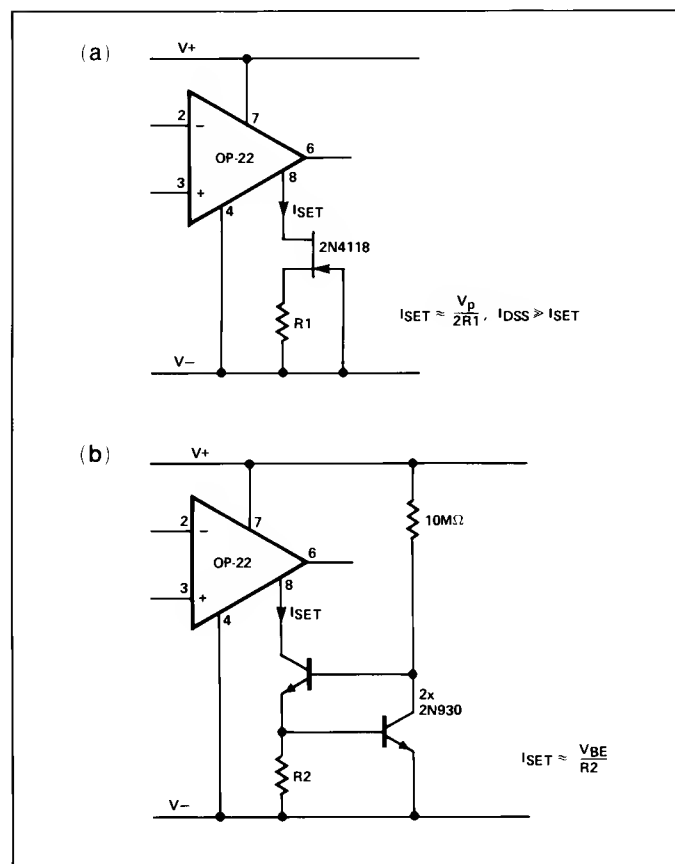 (a)
V+
2
−
7
OP-22
6
3
+
8
4
ISET
2N4118
R1
ISET ≈ Vp/2R1, IDSS > ISET
V−
(b)
V+
10MΩ
2
−
7
OP-22
6
3
+
8
4
ISET
2x
2N930
R2
ISET ≈ VBE/R2
V−